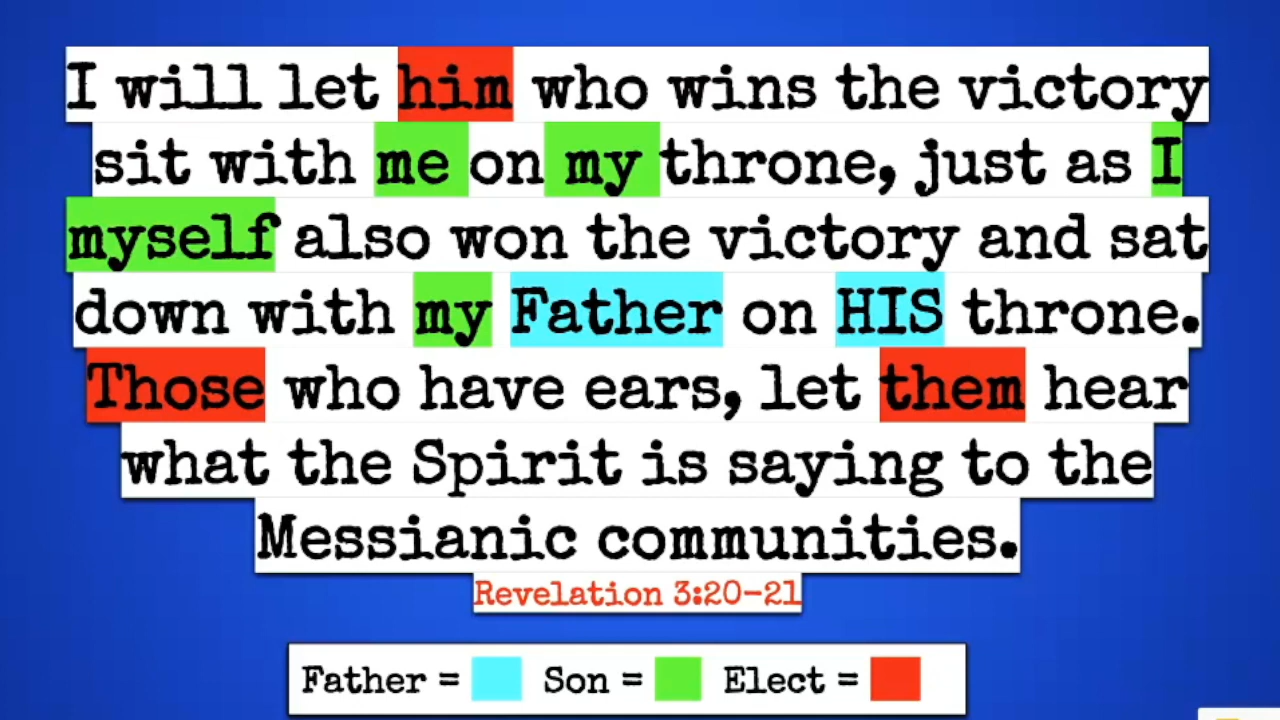 I will let him who wins the victory
sit with me on my throne, just as I
myself also won the victory and sat
down with my Father on HIS throne.
Those who have ears, let them hear
what the Spirit is saying to the
Messianic communities.
Revelation 3:20-21
Father = Son = Elect =